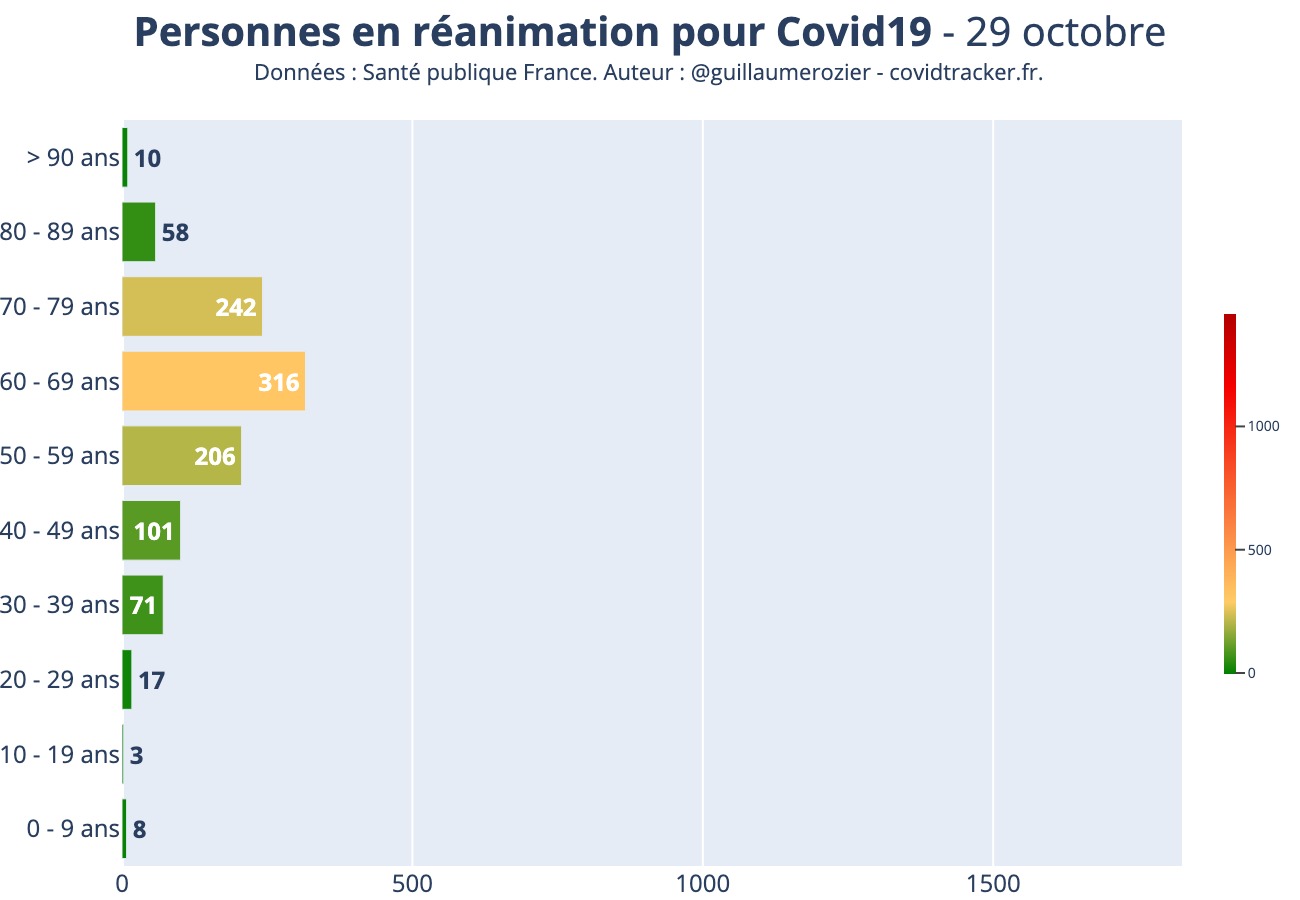 Personnes en réanimation pour Covid19 - 29 octobre
Données : Santé publique France. Auteur : @guillaumerozier - covidtracker.fr.
> 90 ans 10
80 - 89 ans 58
70 - 79 ans 242
60 - 69 ans 316
50 - 59 ans 206
40 - 49 ans 101
30 - 39 ans 71
20 - 29 ans 17
10 - 19 ans 3
0 - 9 ans 8
0 500 1000 1500
1000
500
0